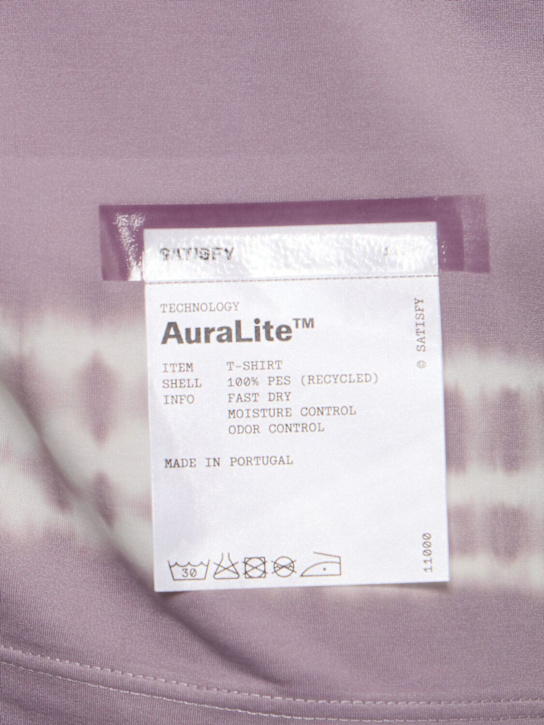 SATISFY
TECHNOLOGY
AuraLite™
ITEM T-SHIRT
SHELL 100% PES (RECYCLED)
INFO FAST DRY
MOISTURE CONTROL
ODOR CONTROL
MADE IN PORTUGAL
30
© SATISFY
11000